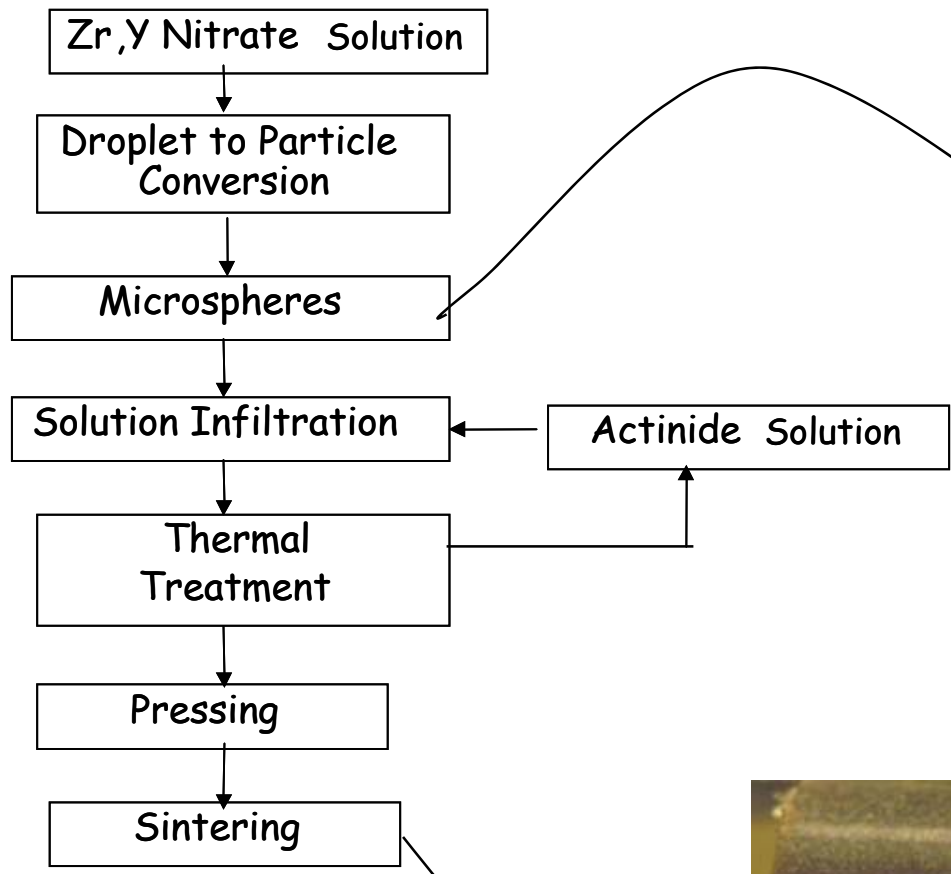 Zr,Y Nitrate Solution
Droplet to Particle
Conversion
Microspheres
Solution Infiltration
Actinide Solution
Thermal
Treatment
Pressing
Sintering